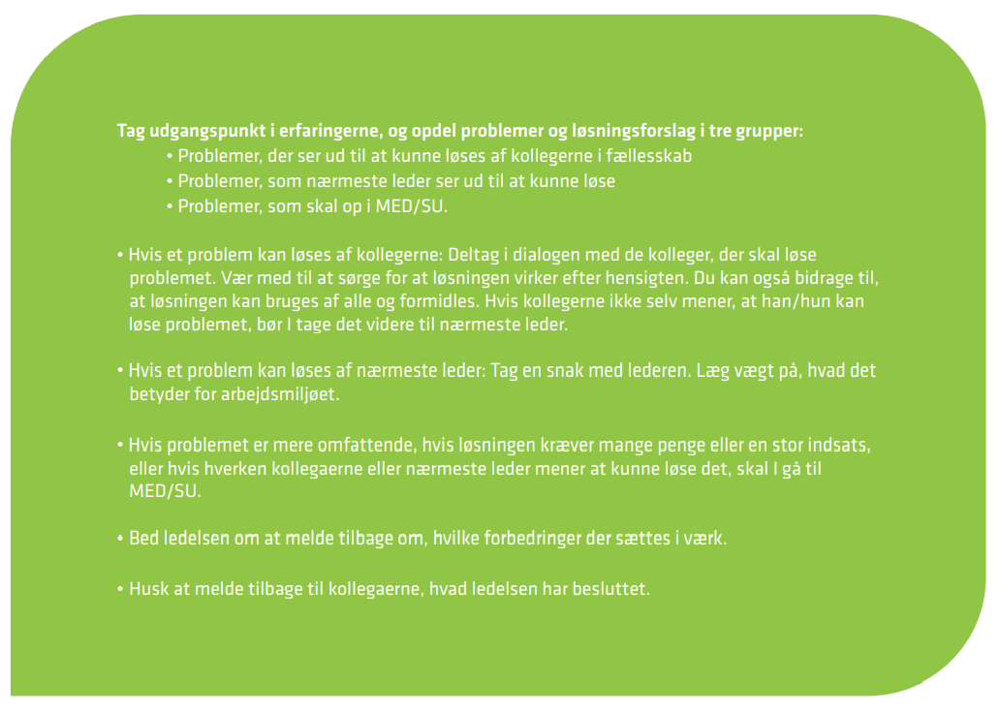 Tag udgangspunkt i erfaringerne, og opdel problemer og løsningsforslag i tre grupper:
• Problemer, der ser ud til at kunne løses af kollegerne i fællesskab
• Problemer, som nærmeste leder ser ud til at kunne løse
• Problemer, som skal op i MED/SU.
• Hvis et problem kan løses af kollegerne: Deltag i dialogen med de kolleger, der skal løse
problemet. Vær med til at sørge for at løsningen virker efter hensigten. Du kan også bidrage til,
at løsningen kan bruges af alle og formidles. Hvis kollegerne ikke selv mener, at han/hun kan
løse problemet, bør I tage det videre til nærmeste leder.
• Hvis et problem kan løses af nærmeste leder: Tag en snak med lederen. Læg vægt på, hvad det
betyder for arbejdsmiljøet.
• Hvis problemet er mere omfattende, hvis løsningen kræver mange penge eller en stor indsats,
eller hvis hverken kollegaerne eller nærmeste leder mener at kunne løse det, skal I gå til
MED/SU.
• Bed ledelsen om at melde tilbage om, hvilke forbedringer der sættes i værk.
• Husk at melde tilbage til kollegaerne, hvad ledelsen har besluttet.